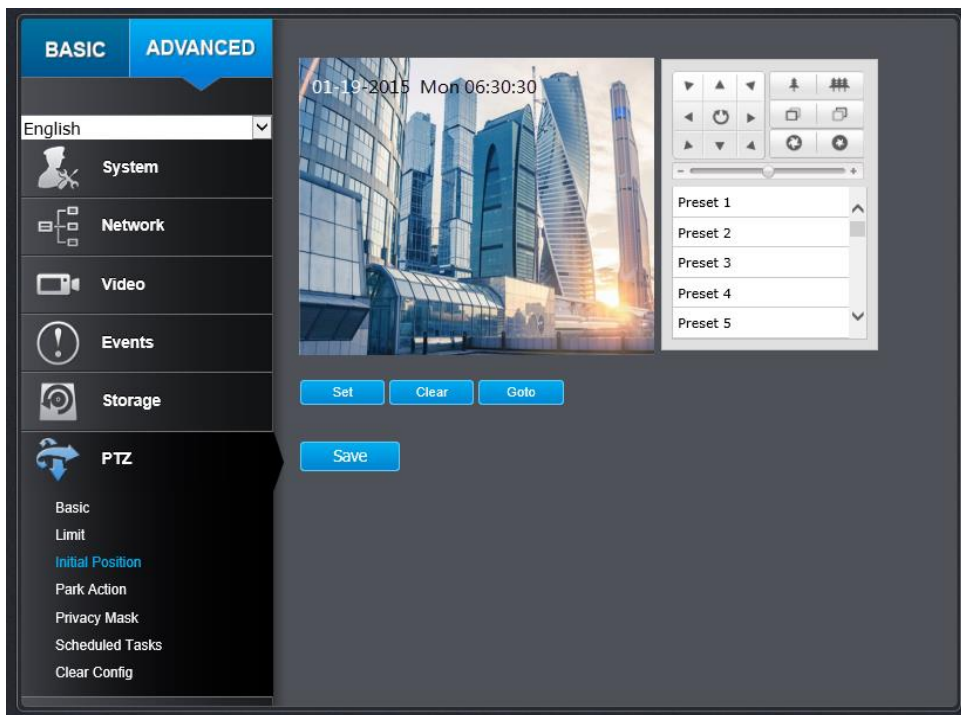 BASIC ADVANCED
English
System
Network
Video
Events
Storage
PTZ
Basic
Limit
Initial Position
Park Action
Privacy Mask
Scheduled Tasks
Clear Config
01-19-2015 Mon 06:30:30
- +
Preset 1
Preset 2
Preset 3
Preset 4
Preset 5
Set Clear Goto
Save